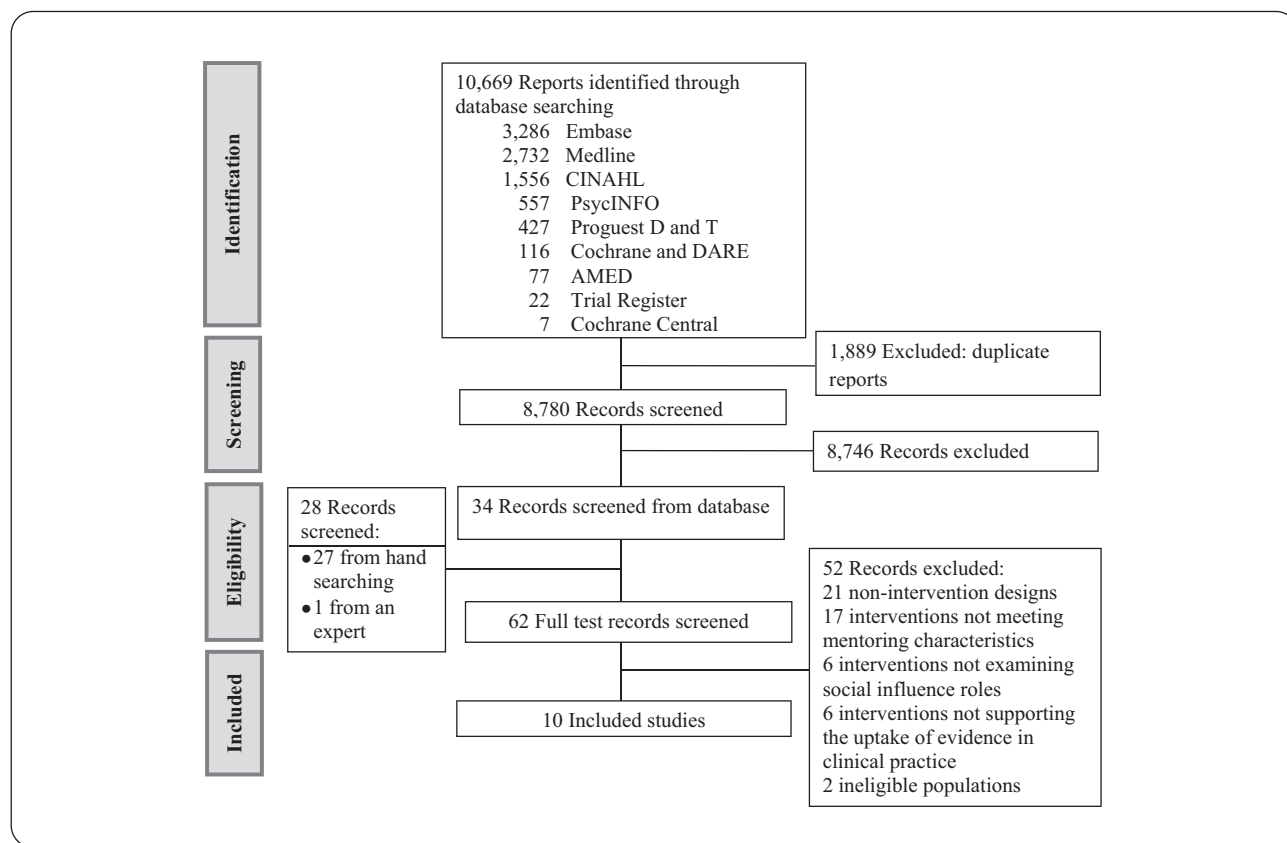 Identification
10,669 Reports identified through
database searching
3,286 Embase
2,732 Medline
1,556 CINAHL
557 PsycINFO
427 Proguest D and T
116 Cochrane and DARE
77 AMED
22 Trial Register
7 Cochrane Central
Screening
1,889 Excluded: duplicate
reports
8,780 Records screened
8,746 Records excluded
Eligibility
28 Records
screened:
●27 from hand
searching
●1 from an
expert
34 Records screened from database
62 Full test records screened
52 Records excluded:
21 non-intervention designs
17 interventions not meeting
mentoring characteristics
6 interventions not examining
social influence roles
6 interventions not supporting
the uptake of evidence in
clinical practice
2 ineligible populations
Included
10 Included studies